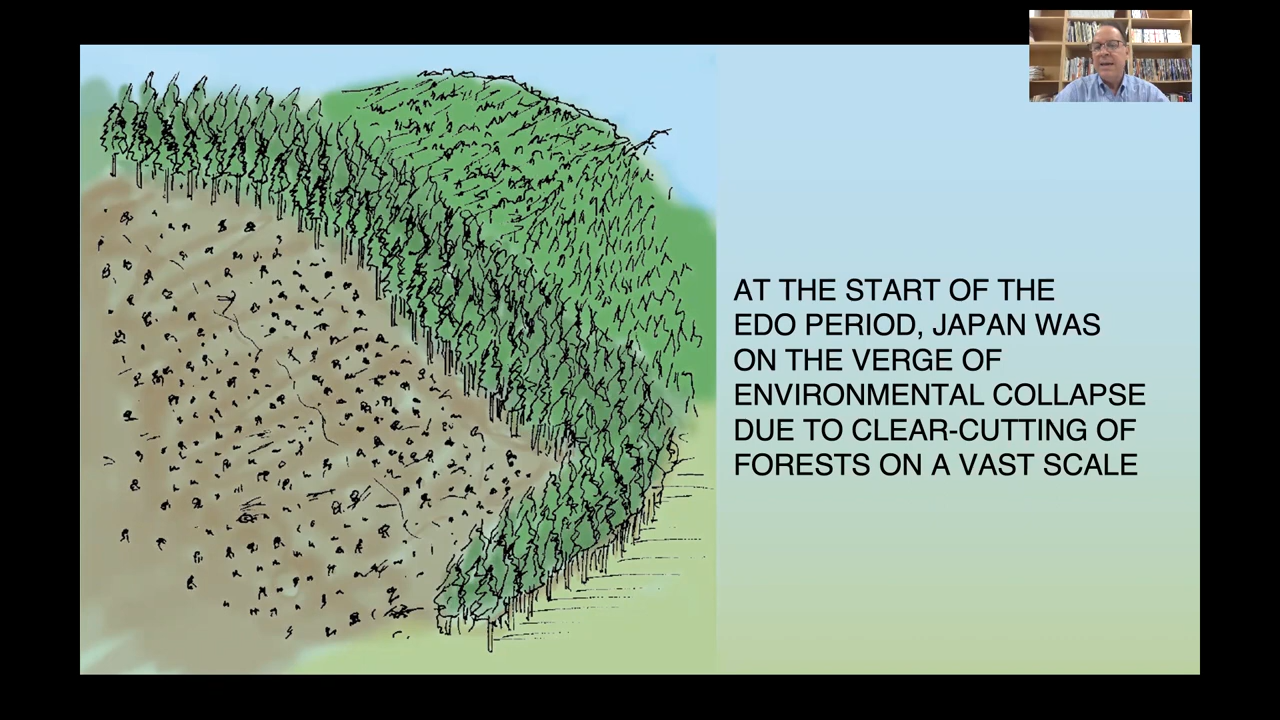 AT THE START OF THE
EDO PERIOD, JAPAN WAS
ON THE VERGE OF
ENVIRONMENTAL COLLAPSE
DUE TO CLEAR-CUTTING OF
FORESTS ON A VAST SCALE